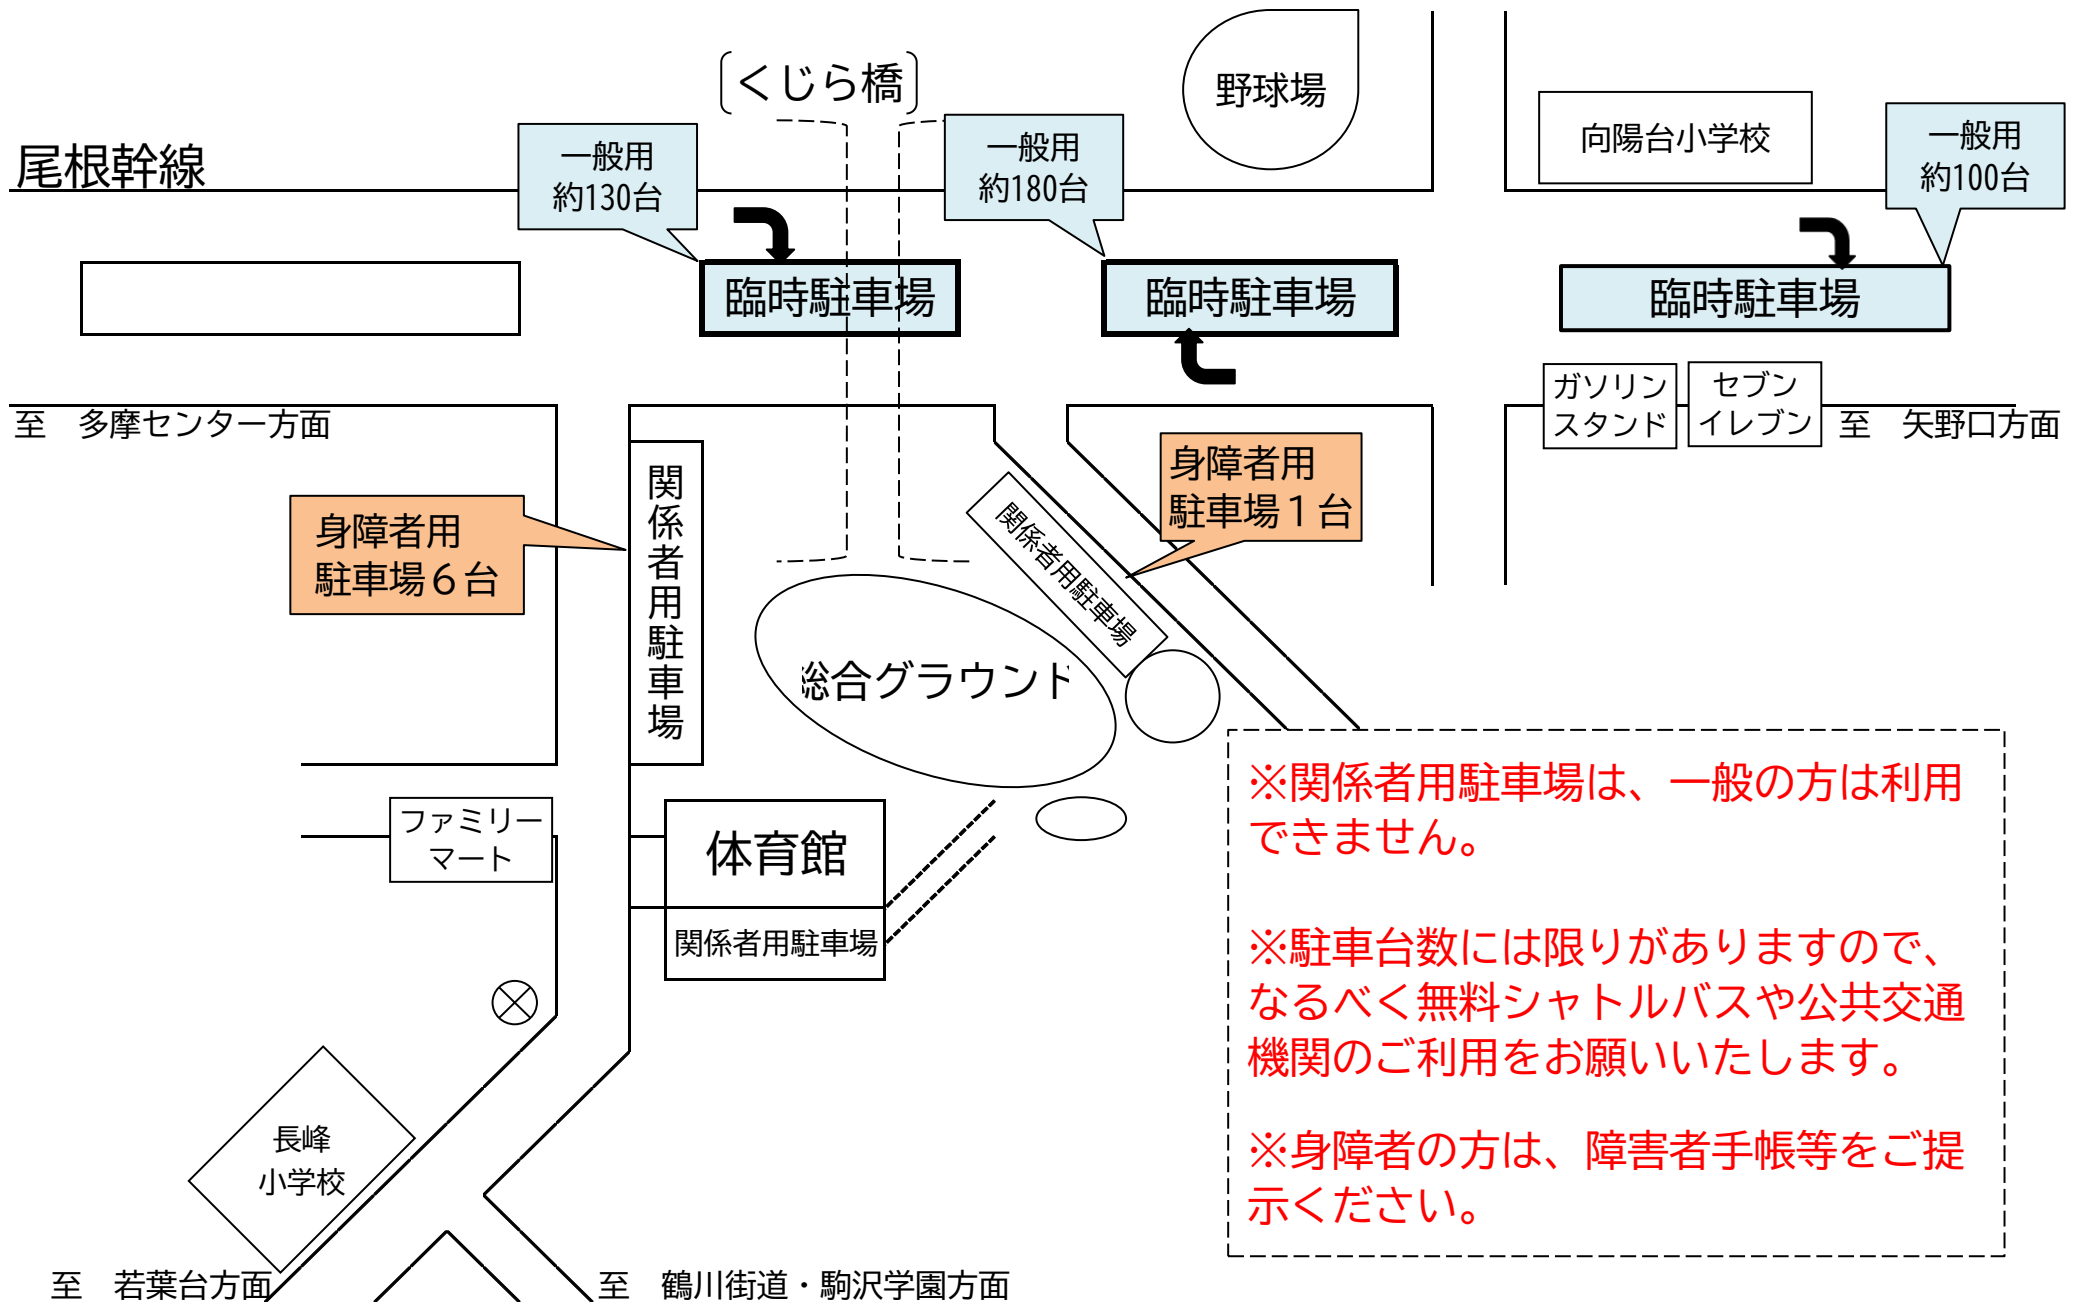 〔くじら橋〕
野球場
尾根幹線
一般用
約130台
一般用
約180台
向陽台小学校
一般用
約100台
臨時駐車場
臨時駐車場
臨時駐車場
ガソリン
スタンド
セブン
イレブン
至　多摩センター方面
至　矢野口方面
身障者用
駐車場６台
関係者用駐車場
関係者用駐車場
身障者用
駐車場１台
総合グラウンド
ファミリー
マート
体育館
関係者用駐車場
※関係者用駐車場は、一般の方は利用
できません。
※駐車台数には限りがありますので、
なるべく無料シャトルバスや公共交通
機関のご利用をお願いいたします。
※身障者の方は、障害者手帳等をご提
示ください。
長峰
小学校
至　若葉台方面
至　鶴川街道・駒沢学園方面